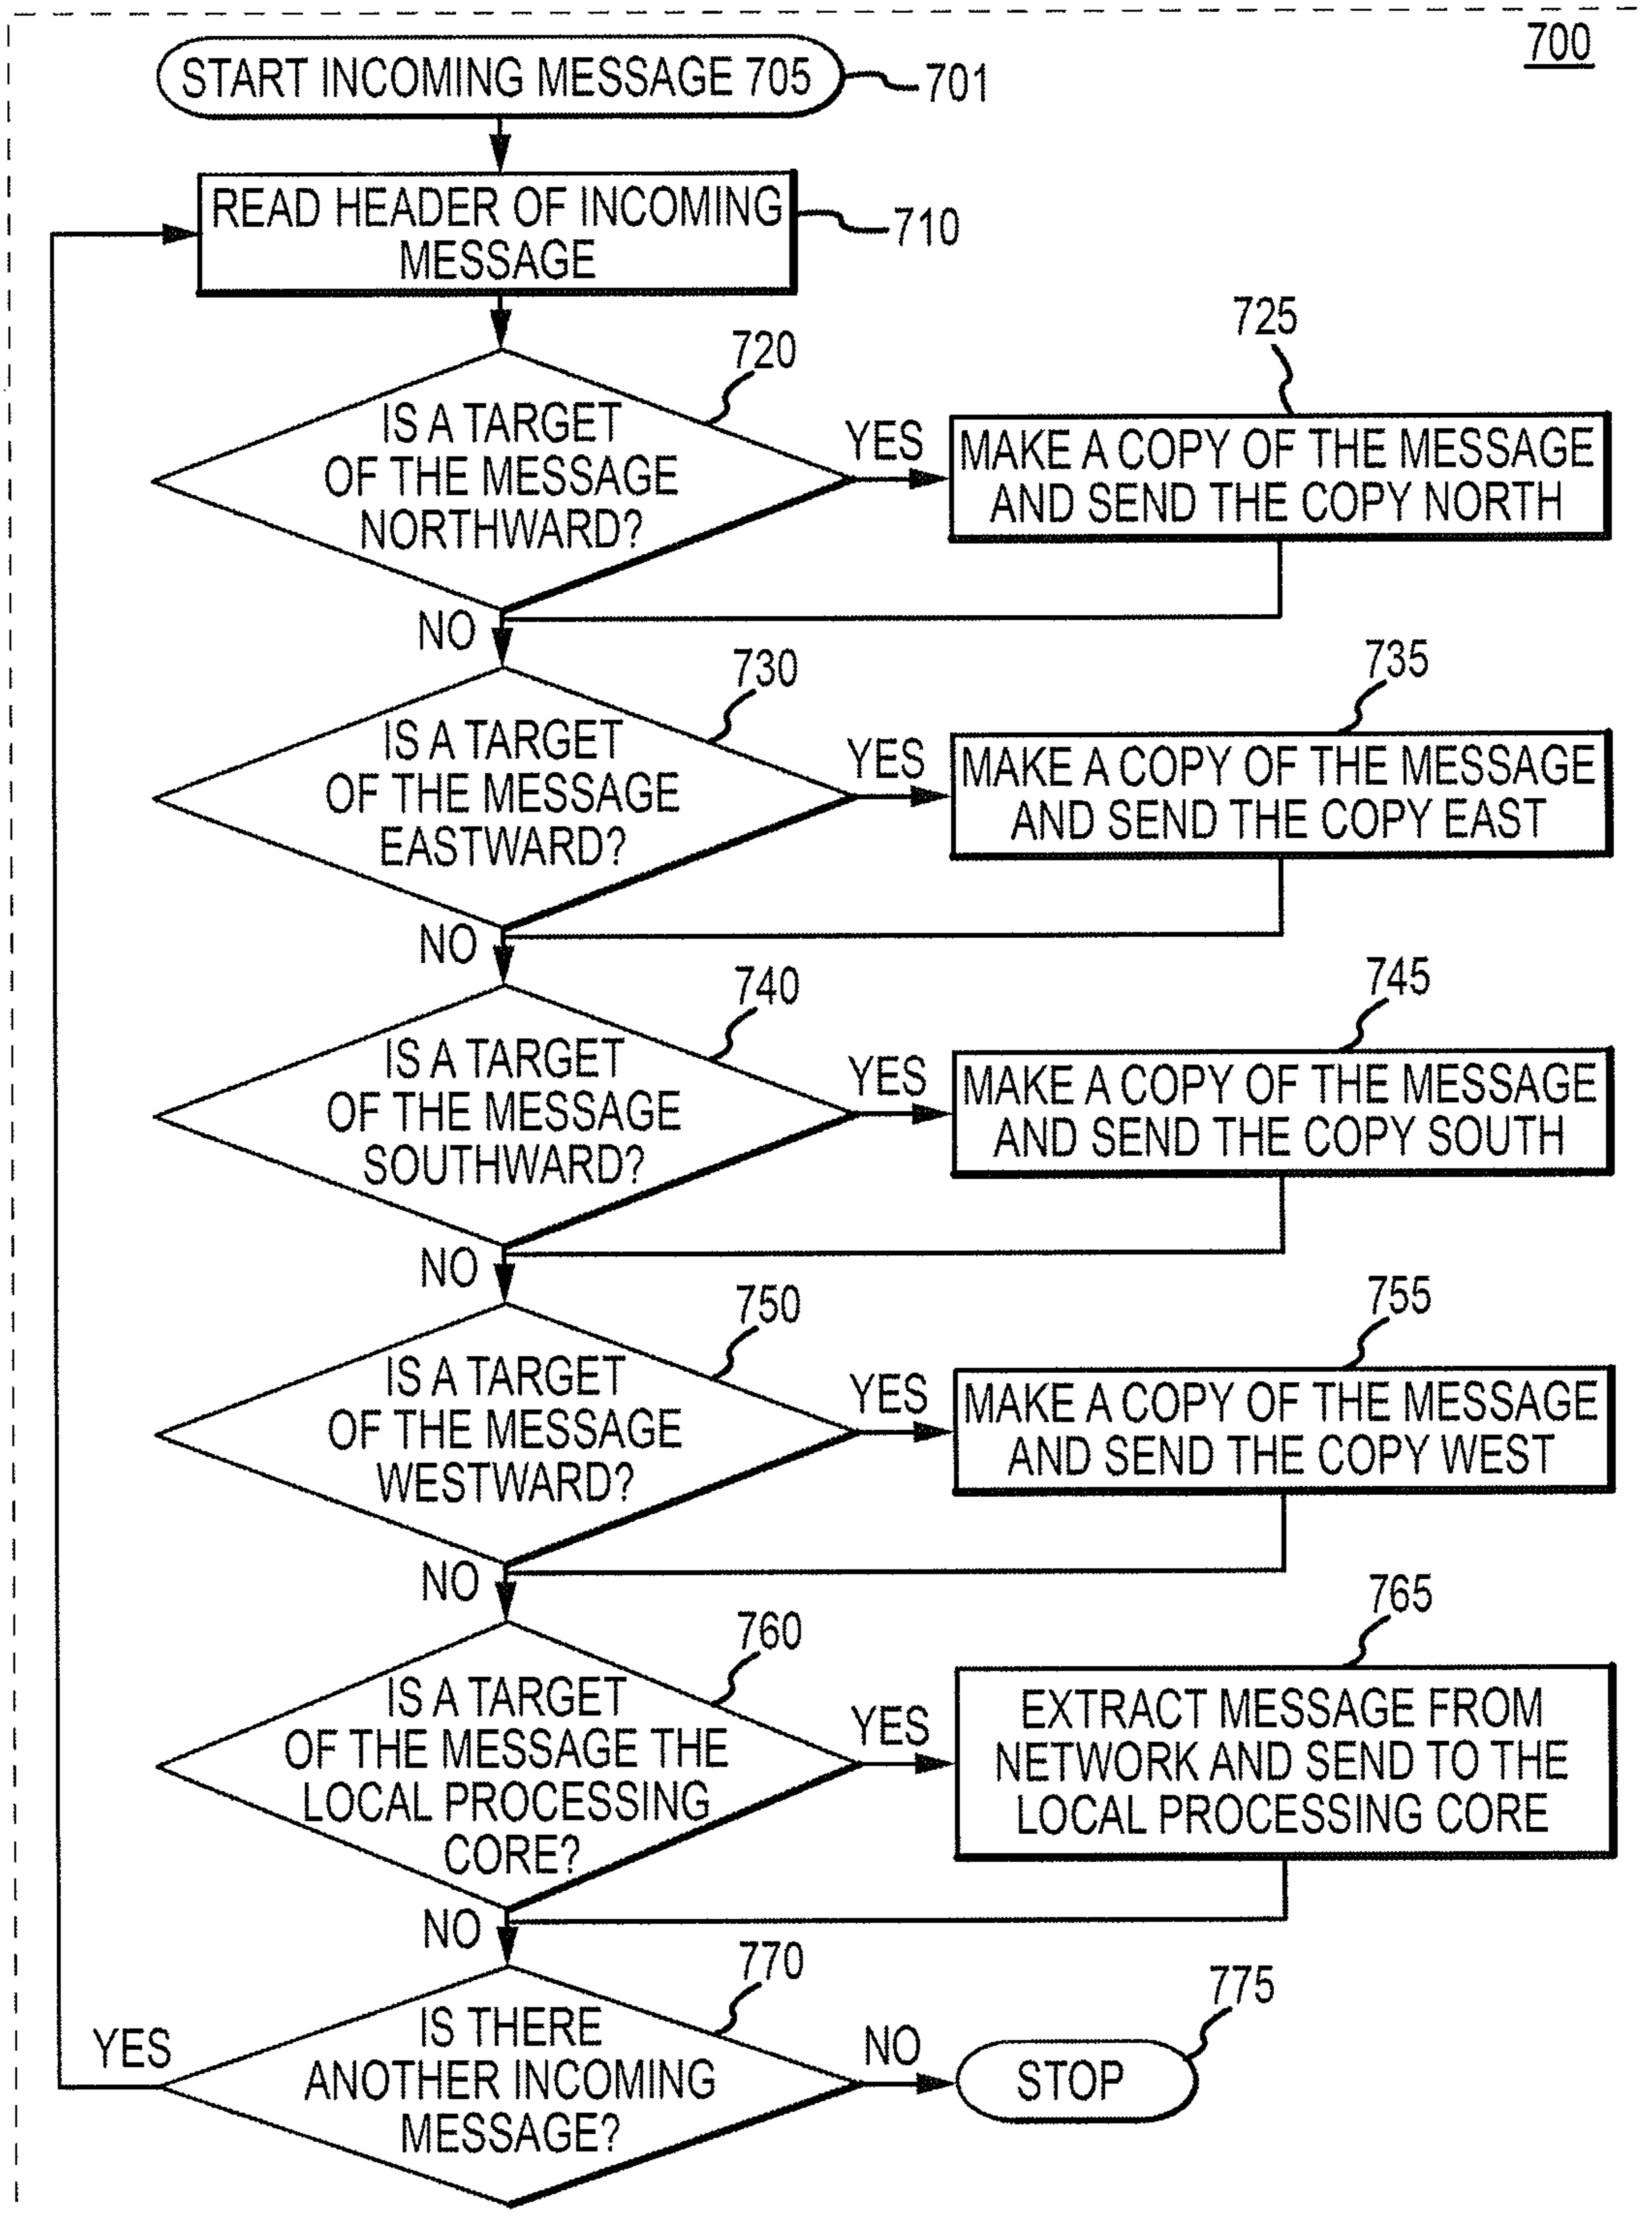 700
START INCOMING MESSAGE 705
701
READ HEADER OF INCOMING
MESSAGE
710
720
IS A TARGET
OF THE MESSAGE
NORTHWARD?
YES
725
MAKE A COPY OF THE MESSAGE
AND SEND THE COPY NORTH
NO
730
IS A TARGET
OF THE MESSAGE
EASTWARD?
YES
735
MAKE A COPY OF THE MESSAGE
AND SEND THE COPY EAST
NO
740
IS A TARGET
OF THE MESSAGE
SOUTHWARD?
YES
745
MAKE A COPY OF THE MESSAGE
AND SEND THE COPY SOUTH
NO
750
IS A TARGET
OF THE MESSAGE
WESTWARD?
YES
755
MAKE A COPY OF THE MESSAGE
AND SEND THE COPY WEST
NO
760
IS A TARGET
OF THE MESSAGE THE
LOCAL PROCESSING
CORE?
YES
765
EXTRACT MESSAGE FROM
NETWORK AND SEND TO THE
LOCAL PROCESSING CORE
NO
770
IS THERE
ANOTHER INCOMING
MESSAGE?
YES
NO
775
STOP